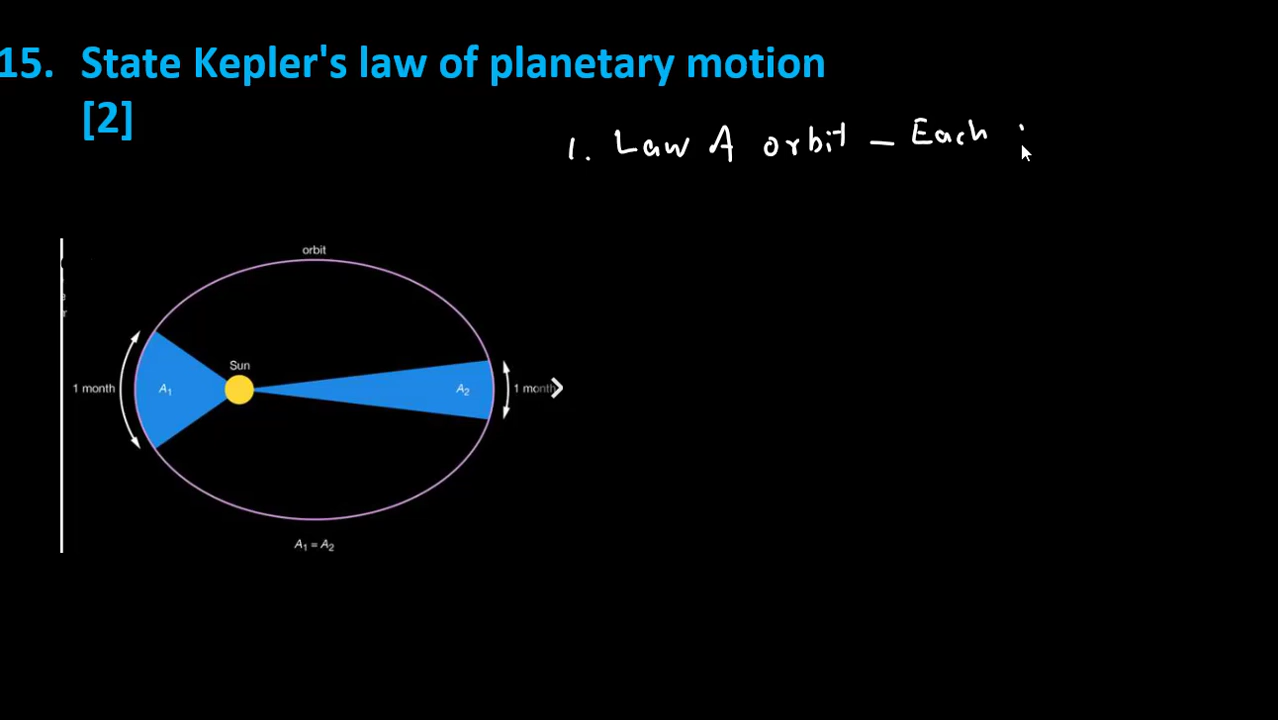 15. State Kepler's law of planetary motion
[2]
1. Law A orbit – Each
orbit
Sun
1 month
A₁
A₂
1 month
A₁ = A₂